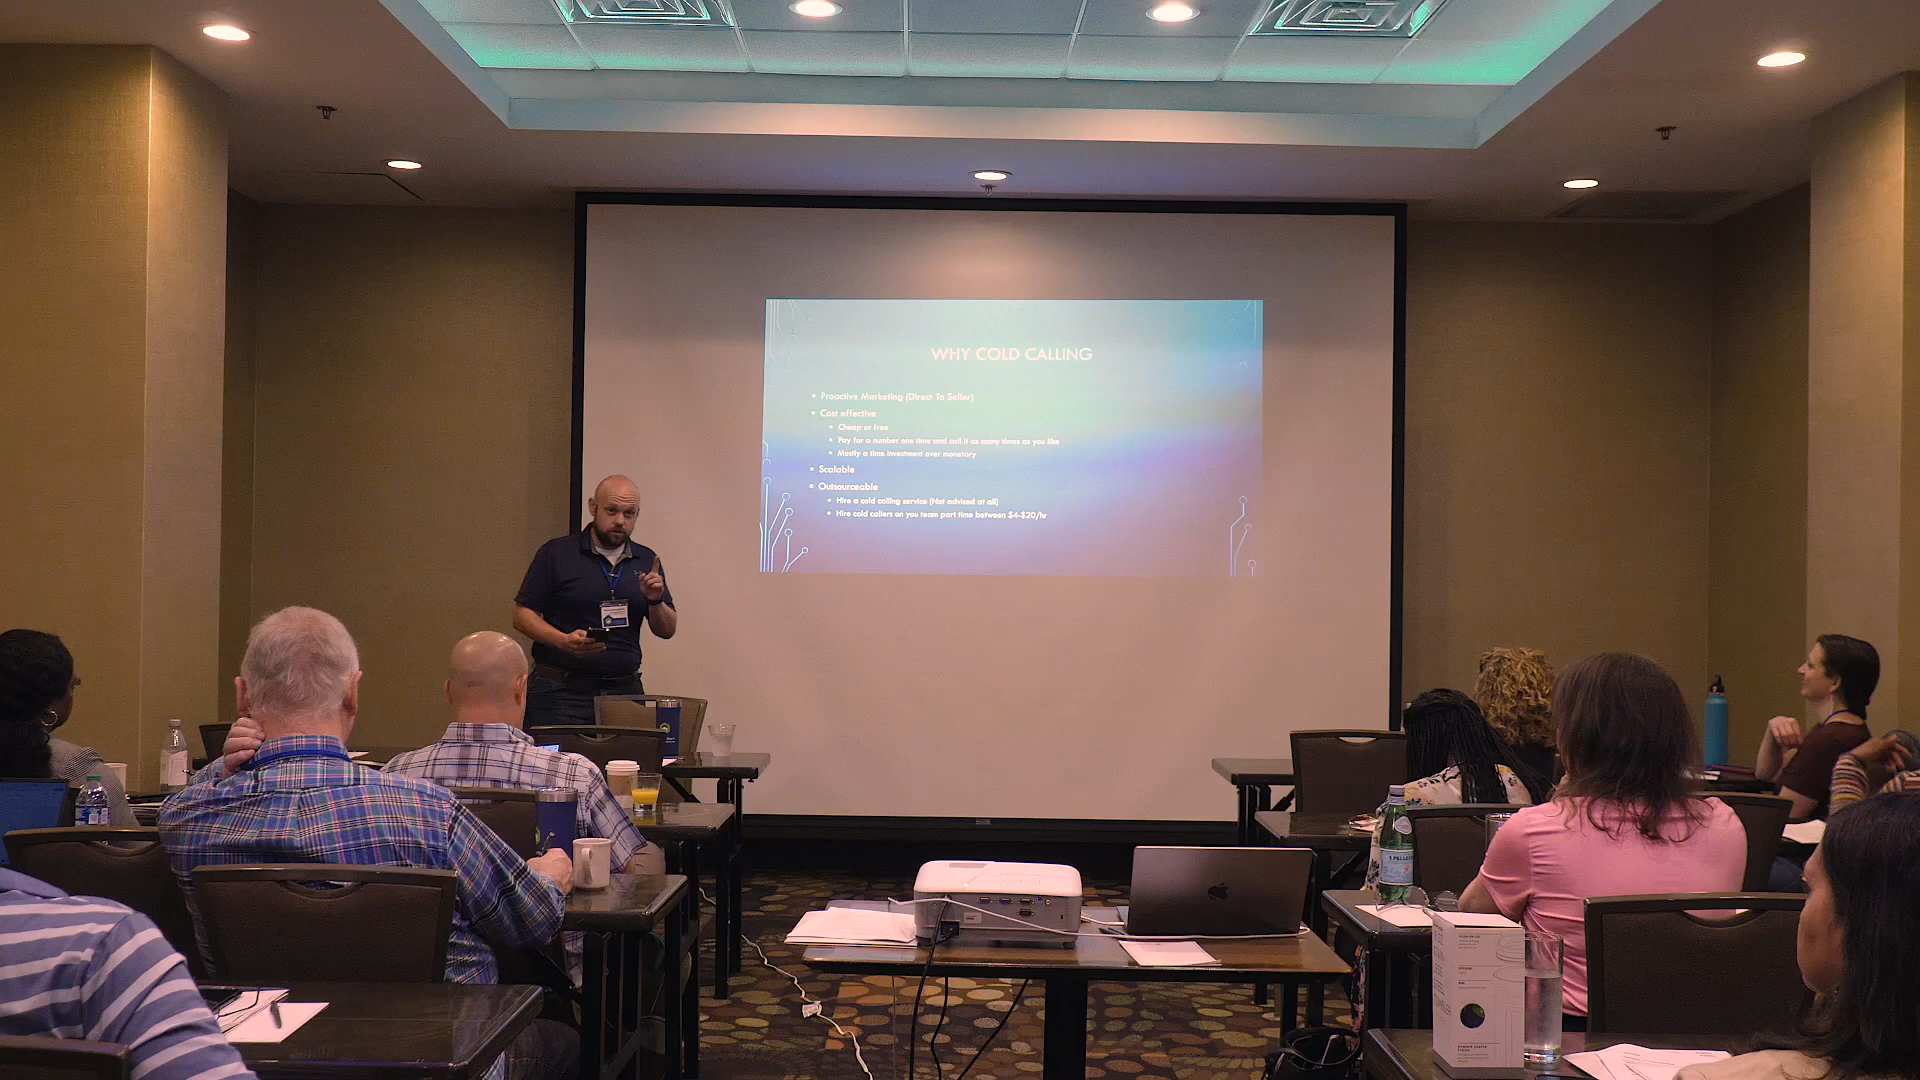 WHY COLD CALLING
• Proactive Marketing (Direct To Seller)
• Cost effective
• Cheap or free
• Pay for a number one time and call it as many times as you like
• Mostly a time investment over monetary
• Scalable
• Outsourceable
• Hire a cold calling service (Not advised at all)
• Hire cold callers on you team part time between $4-$20/hr
S.PELLEGRINO